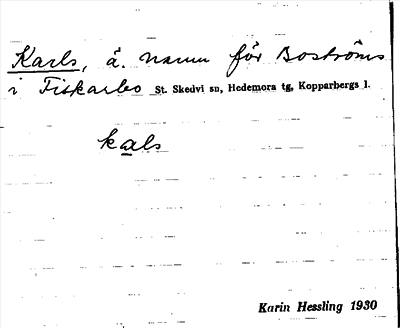 Karls, ä. namn för Boströms
i Fiskarbo St. Skedvi sn, Hedemora tg, Kopparbergs l.
kals
Karin Hessling 1930